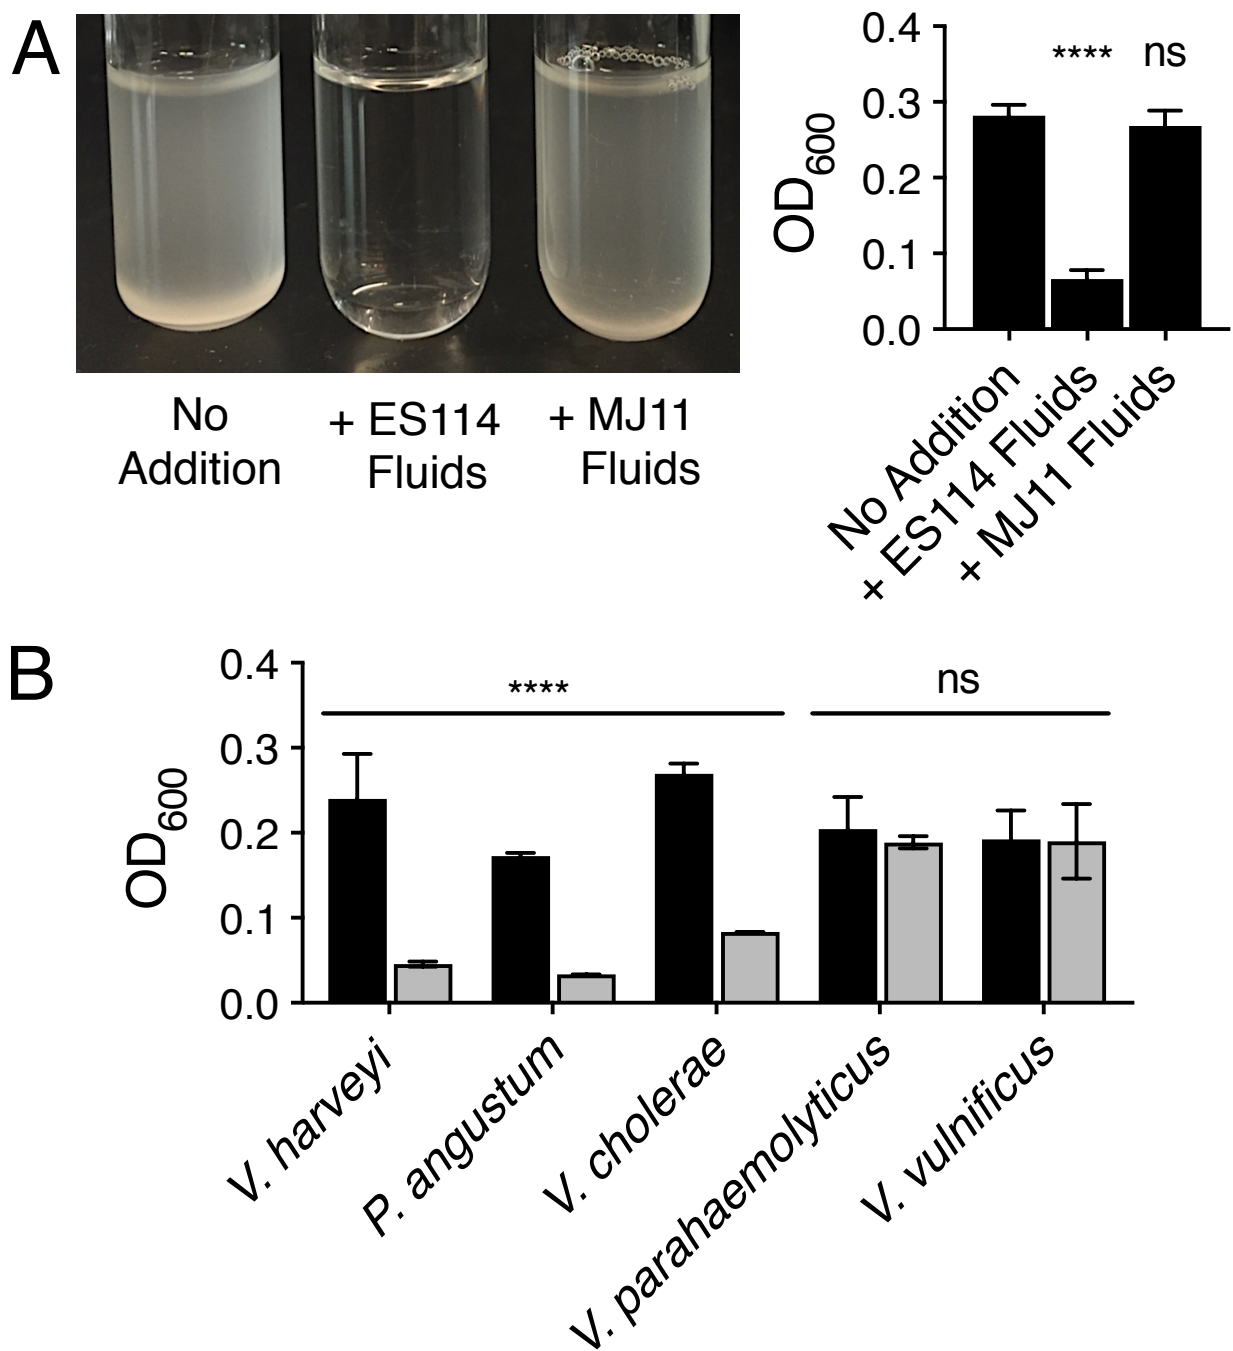 A
No
Addition
+ ES114
Fluids
+ MJ11
Fluids
OD600
0.4
0.3
0.2
0.1
0.0
**** ns
No Addition
+ ES114 Fluids
+ MJ11 Fluids
B
OD600
0.4
0.3
0.2
0.1
0.0
**** ns
V. harveyi
P. angustum
V. cholerae
V. parahaemolyticus
V. vulnificus